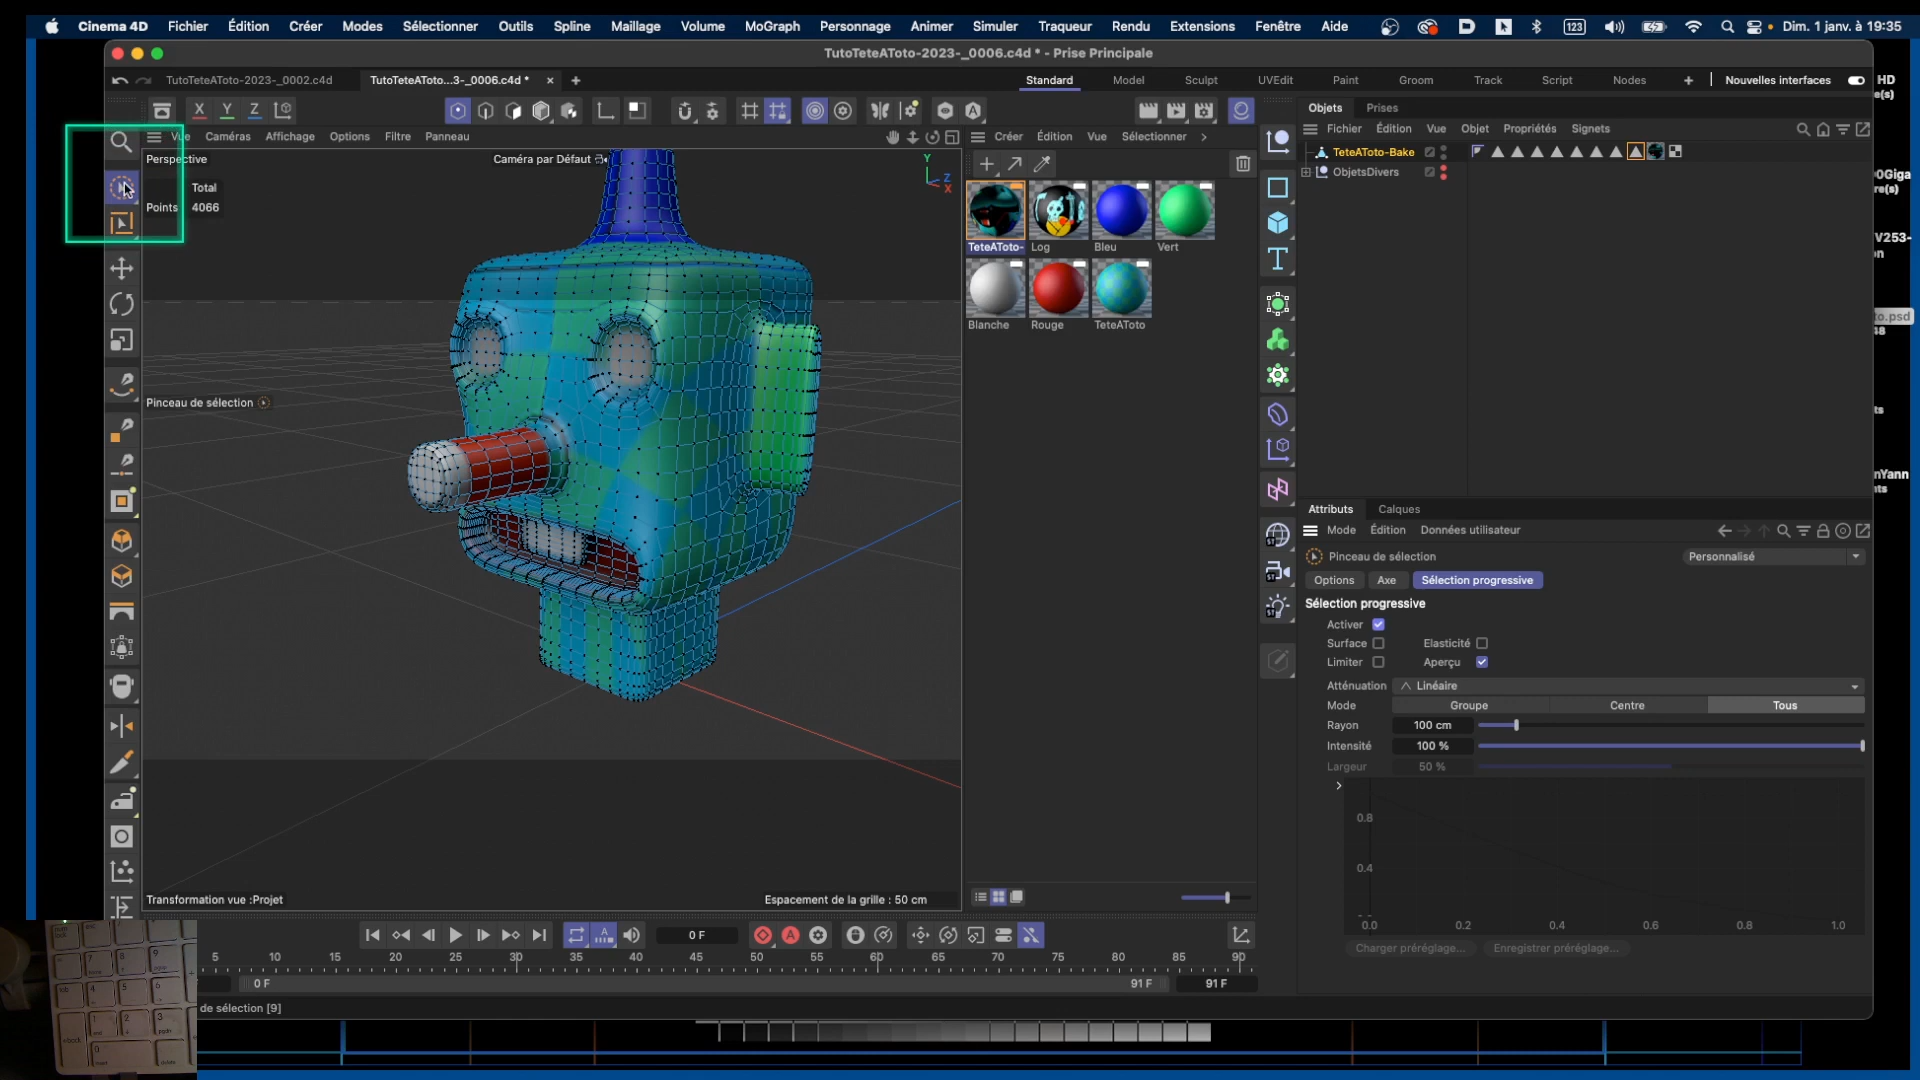 Cinema 4D Fichier Édition Créer Modes Sélectionner Outils Spline Maillage Volume MoGraph Personnage Animer Simuler Traqueur Rendu Extensions Fenêtre Aide 123 Dim. 1 janv. à 19:35
TutoTeteAToto-2023-_0006.c4d * - Prise Principale
TutoTeteAToto-2023-_0002.c4d TutoTeteAToto...3-_0006.c4d * Standard Model Sculpt UVEdit Paint Groom Track Script Nodes Nouvelles interfaces HD
X Y Z
Vue Caméras Affichage Options Filtre Panneau
Créer Édition Vue Sélectionner
Objets Prises
Fichier Édition Vue Objet Propriétés Signets
Perspective Caméra par Défaut
Y
Z
X
Total
Points 4066
TeteAToto-Bake
ObjetsDivers
TeteAToto- Log Bleu Vert
Blanche Rouge TeteAToto
to.psd
Pinceau de sélection
Transformation vue :Projet Espacement de la grille : 50 cm
Attributs Calques
Mode Édition Données utilisateur
Pinceau de sélection Personnalisé
Options Axe Sélection progressive
Sélection progressive
Activer
Surface Elasticité
Limiter Aperçu
Atténuation Linéaire
Mode Groupe Centre Tous
Rayon 100 cm
Intensité 100 %
Largeur 50 %
0.8
0.4
0.0 0.2 0.4 0.6 0.8 1.0
Charger préréglage... Enregistrer préréglage...
0 F
5 10 15 20 25 30 35 40 45 50 55 60 65 70 75 80 85 90
0 F 91 F 91 F
de sélection [9]